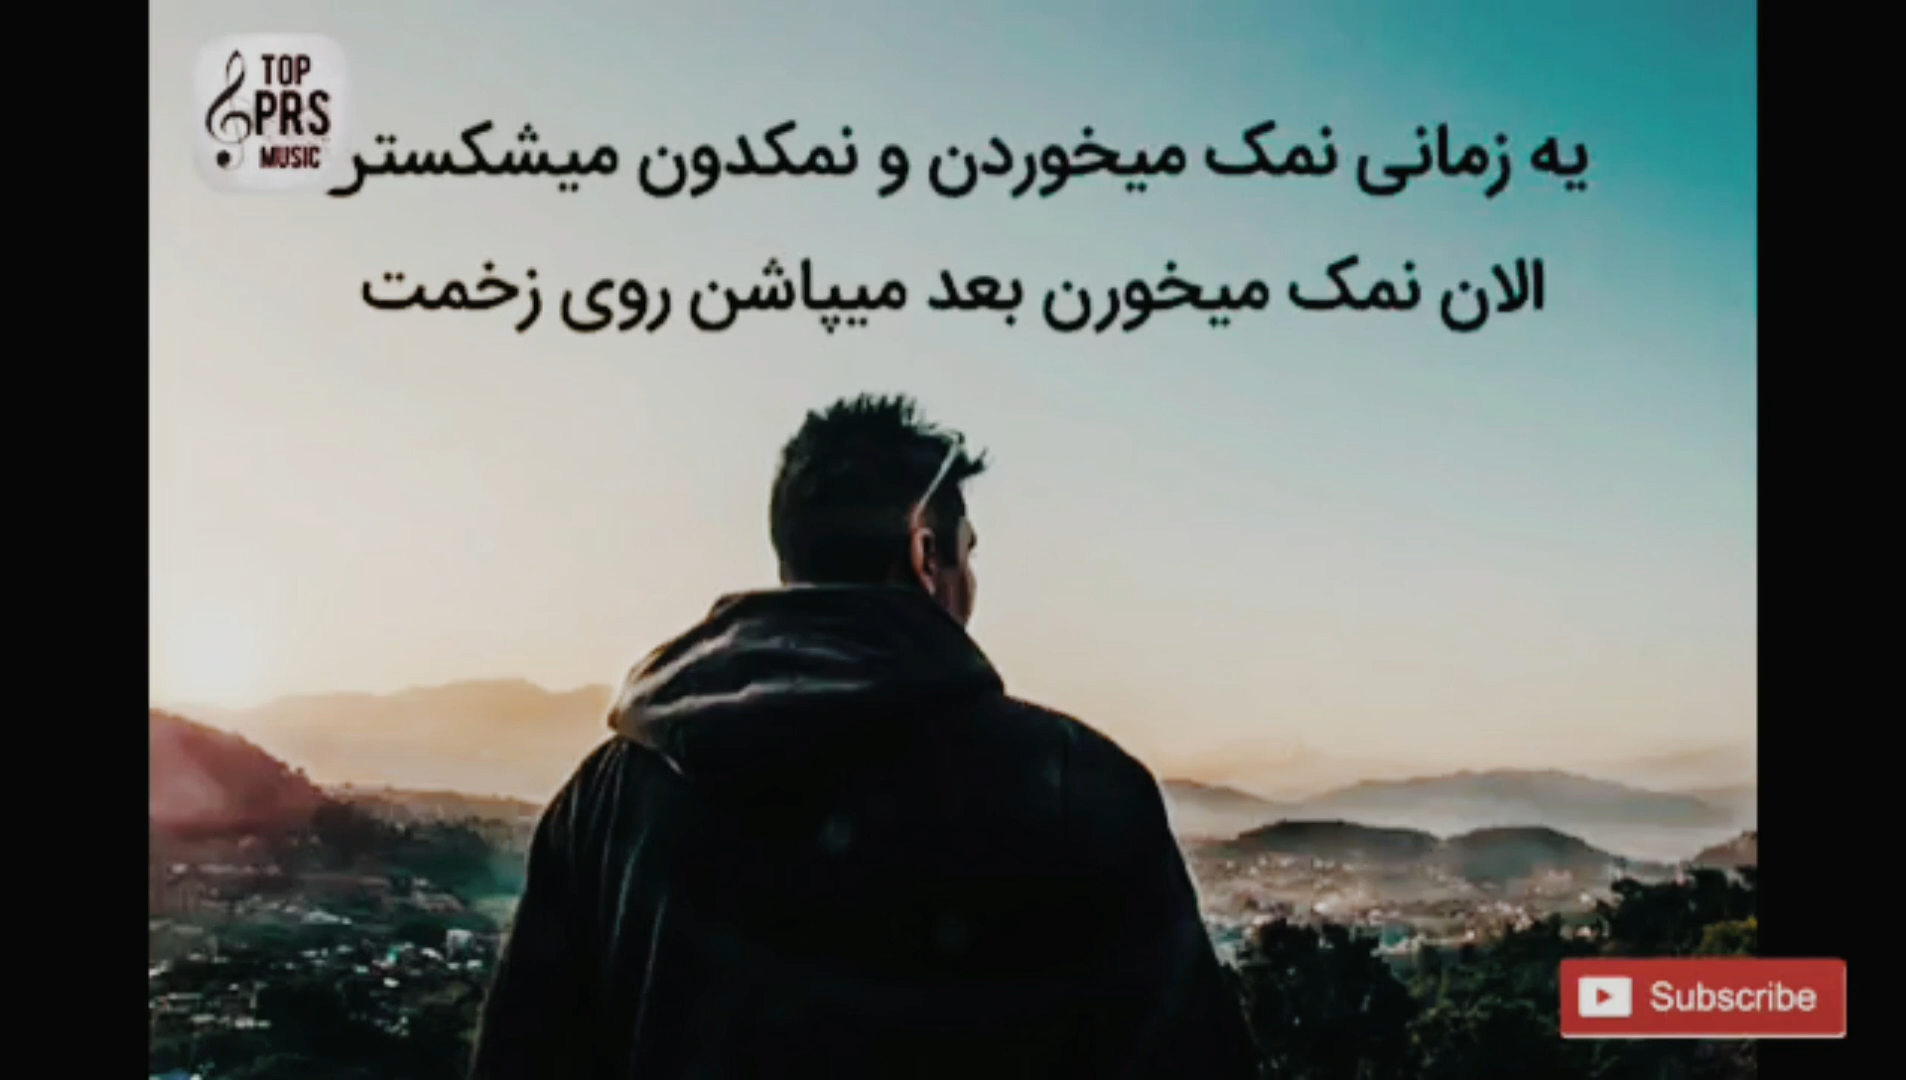 TOP
PRS
MUSIC
یه زمانی نمک میخوردن و نمکدون میشکستن
الان نمک میخورن بعد میپاشن روی زخمت
Subscribe